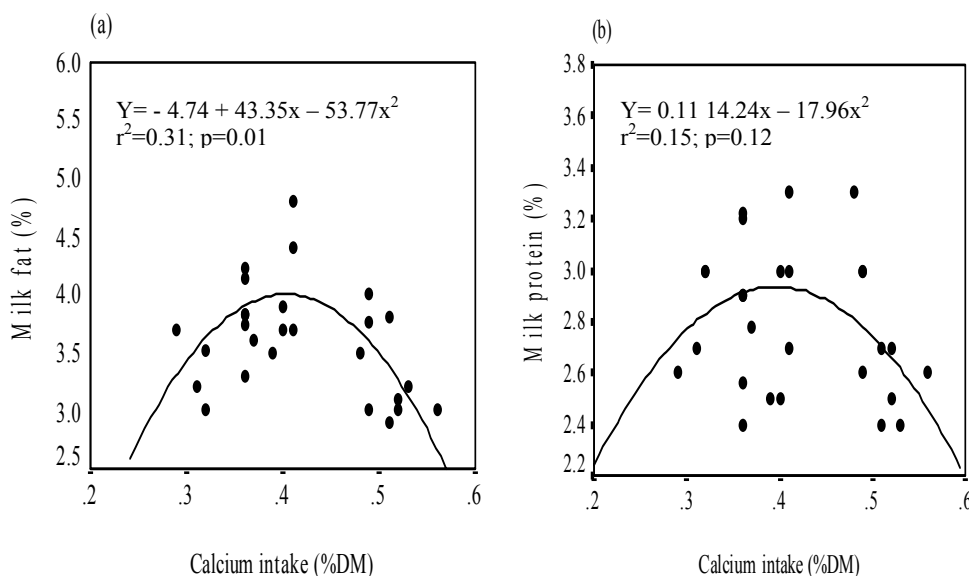 (a)
6.0
5.5
5.0
4.5
4.0
3.5
3.0
2.5
Milk fat (%)
Y= - 4.74 + 43.35x – 53.77x²
r²=0.31; p=0.01
.2 .3 .4 .5 .6
Calcium intake (%DM)
(b)
3.8
3.6
3.4
3.2
3.0
2.8
2.6
2.4
2.2
Milk protein (%)
Y= 0.11 14.24x – 17.96x²
r²=0.15; p=0.12
.2 .3 .4 .5 .6
Calcium intake (%DM)